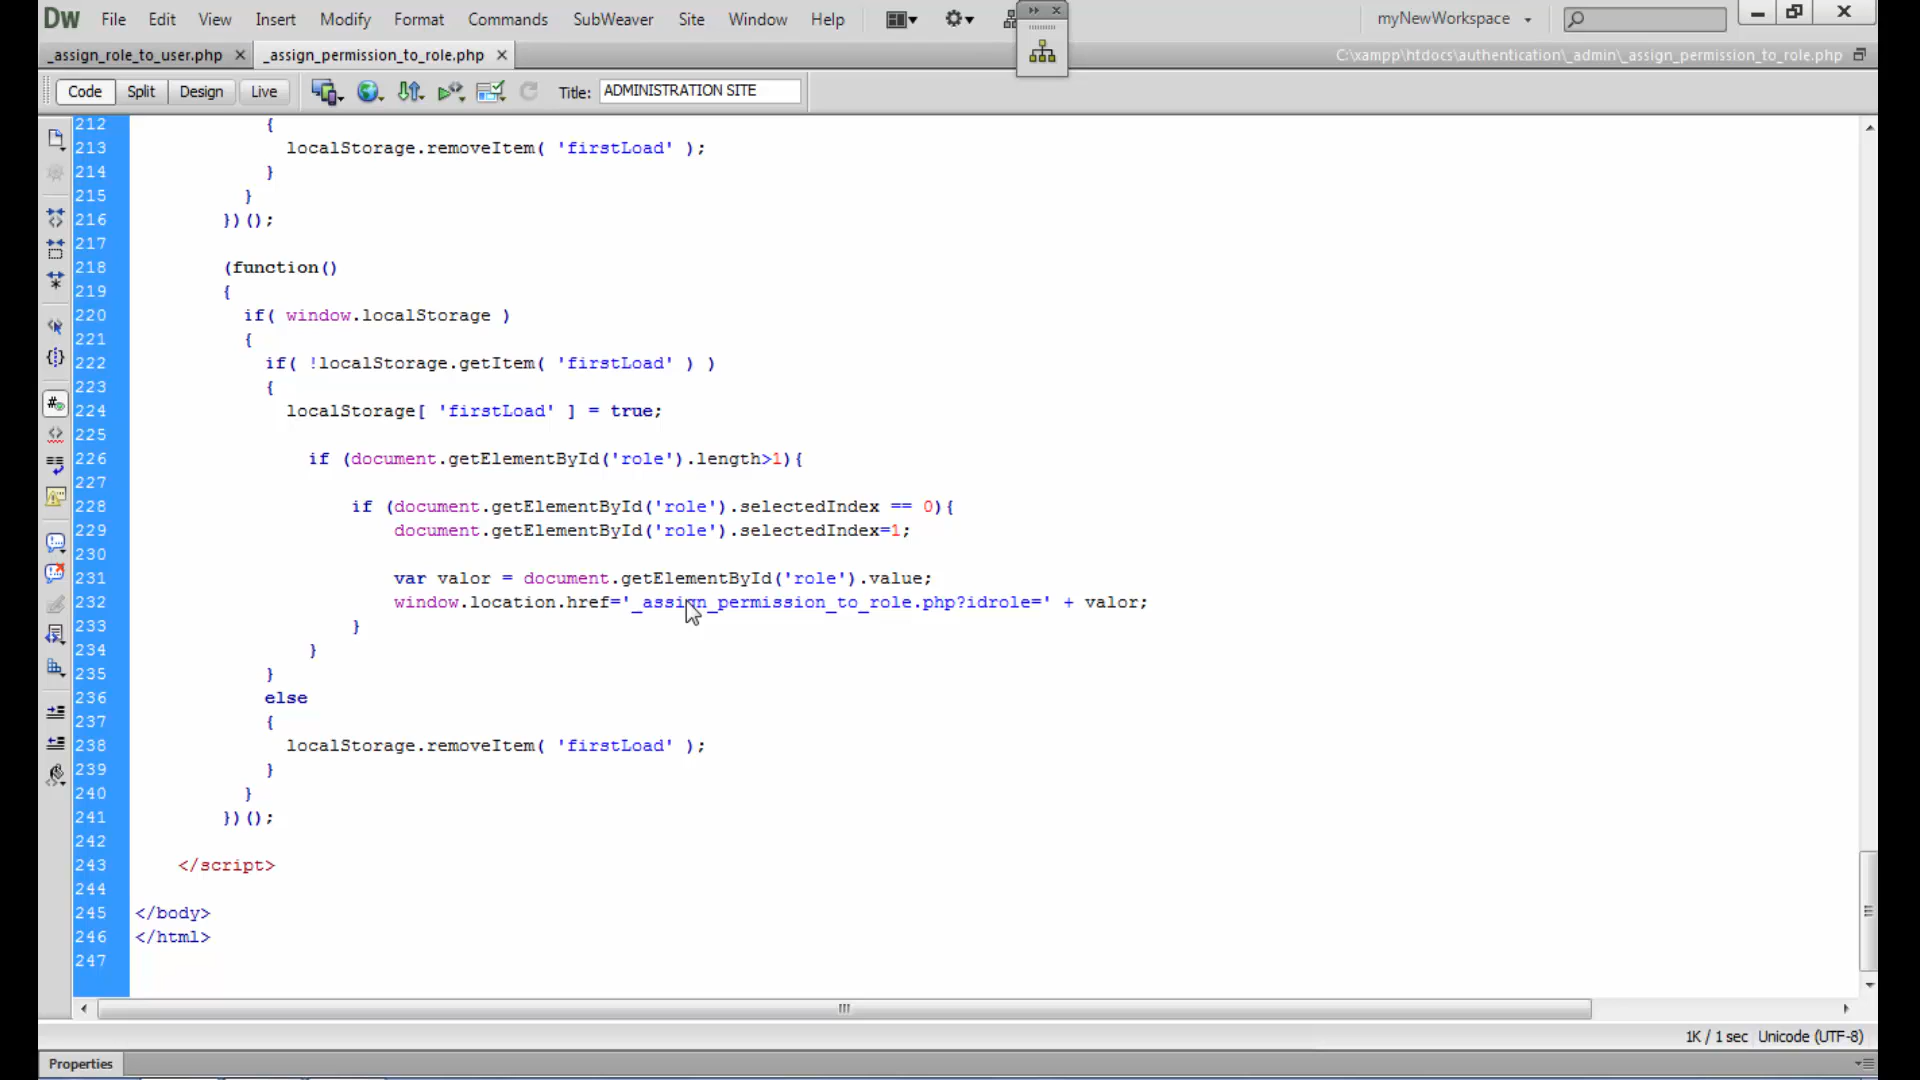 Dw File Edit View Insert Modify Format Commands SubWeaver Site Window Help myNewWorkspace
_assign_role_to_user.php _assign_permission_to_role.php C:\xampp\htdocs\authentication\_admin\_assign_permission_to_role.php
Code Split Design Live Title: ADMINISTRATION SITE
212 {
213 localStorage.removeItem( 'firstLoad' );
214 }
215 }
216 })();
217
218 (function()
219 {
220 if( window.localStorage )
221 {
222 if( !localStorage.getItem( 'firstLoad' ) )
223 {
224 localStorage[ 'firstLoad' ] = true;
225
226 if (document.getElementById('role').length>1){
227
228 if (document.getElementById('role').selectedIndex == 0){
229 document.getElementById('role').selectedIndex=1;
230
231 var valor = document.getElementById('role').value;
232 window.location.href='_assign_permission_to_role.php?idrole=' + valor;
233 }
234 }
235 }
236 else
237 {
238 localStorage.removeItem( 'firstLoad' );
239 }
240 }
241 })();
242
243 </script>
244
245 </body>
246 </html>
247
1K / 1 sec Unicode (UTF-8)
Properties